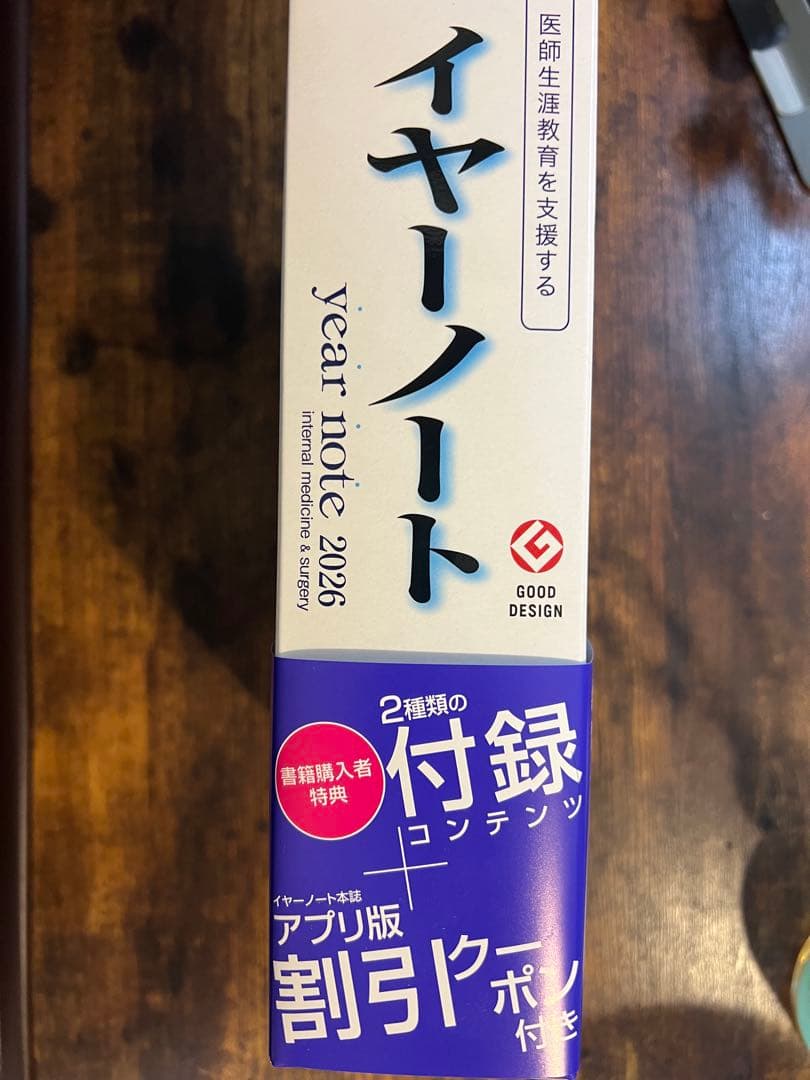 医師生涯教育を支援する
イヤーノート
year note 2026
internal medicine & surgery
GOOD
DESIGN
書籍購入者
特典
2種類の
付録
コンテンツ
+
イヤーノート本誌
アプリ版
割引クーポン
付き